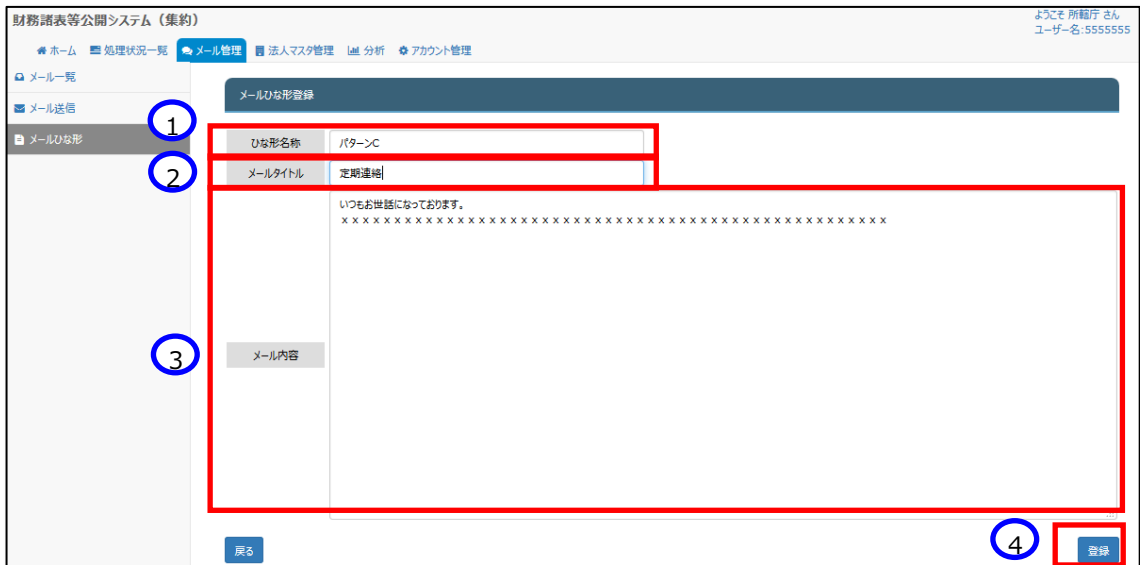 財務諸表等公開システム（集約）
ようこそ 所轄庁 さん
ユーザー名:5555555
ホーム 処理状況一覧 メール管理 法人マスタ管理 分析 アカウント管理
メール一覧
メール送信
メールひな形
メールひな形登録
1
ひな形名称 パターンC
2
メールタイトル 定期連絡
いつもお世話になっております。
ｘｘｘｘｘｘｘｘｘｘｘｘｘｘｘｘｘｘｘｘｘｘｘｘｘｘｘｘｘｘｘｘｘｘｘｘｘｘｘｘｘｘｘｘｘｘｘｘｘｘｘｘ
3
メール内容
戻る
4
登録